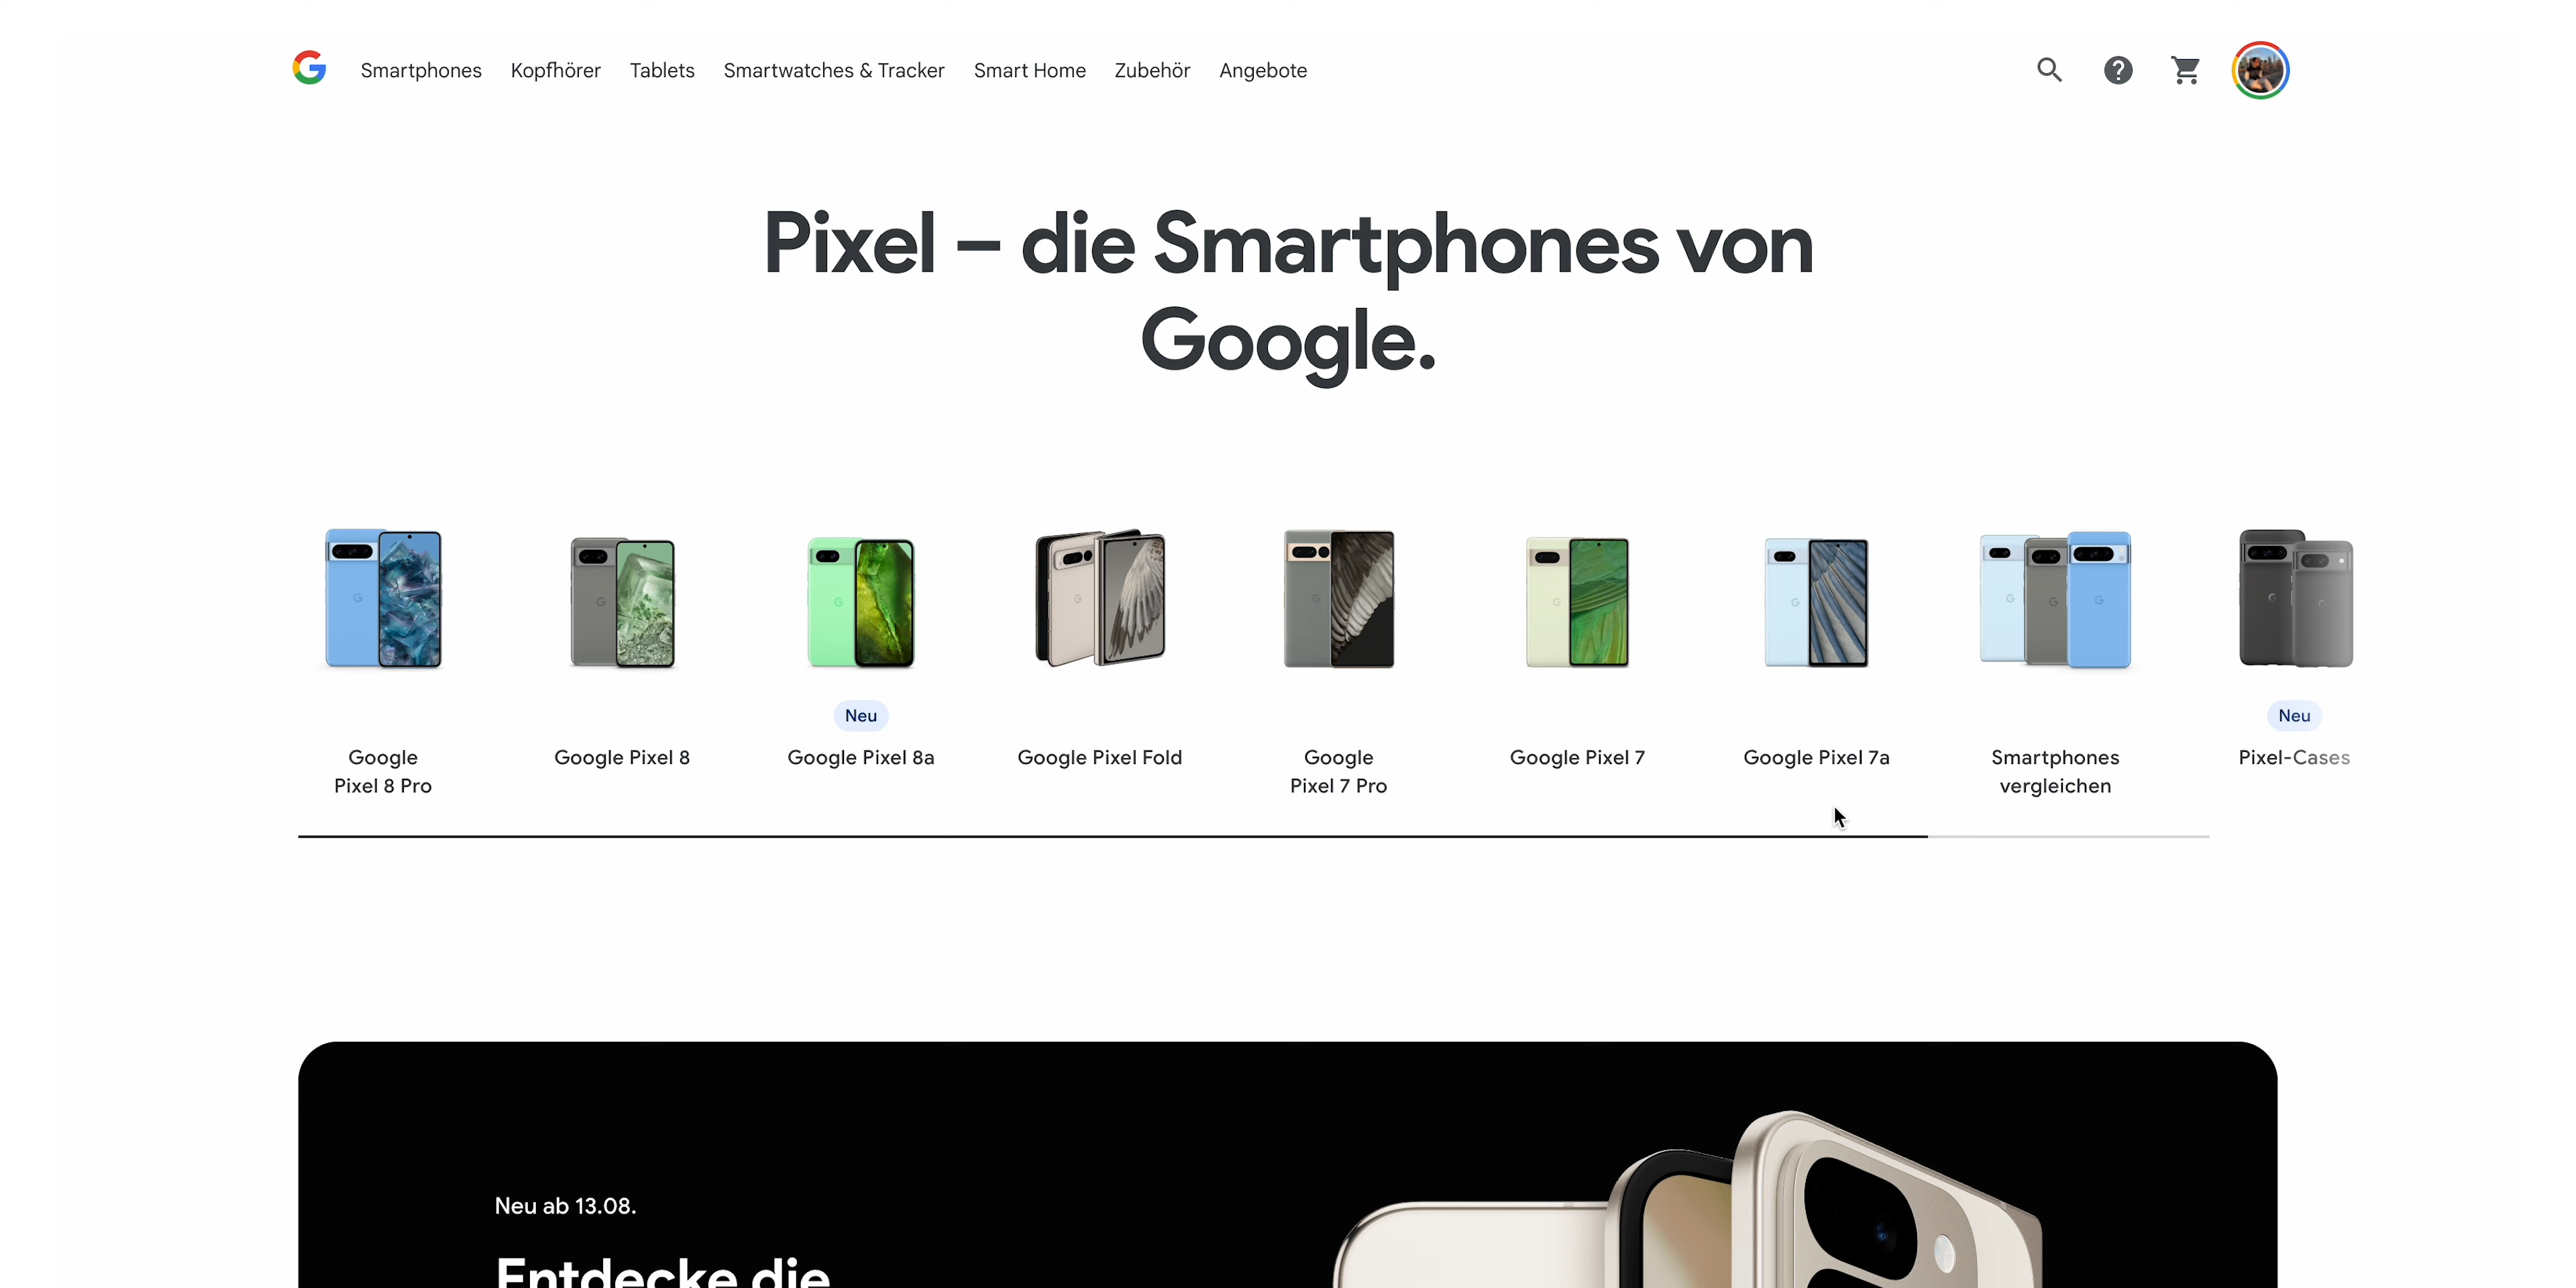 Smartphones Kopfhörer Tablets Smartwatches & Tracker Smart Home Zubehör Angebote
Pixel – die Smartphones von
Google.
Google
Pixel 8 Pro
Google Pixel 8
Neu
Google Pixel 8a
Google Pixel Fold
Google
Pixel 7 Pro
Google Pixel 7
Google Pixel 7a
Smartphones
vergleichen
Neu
Pixel-Cases
Neu ab 13.08.
Entdecke die